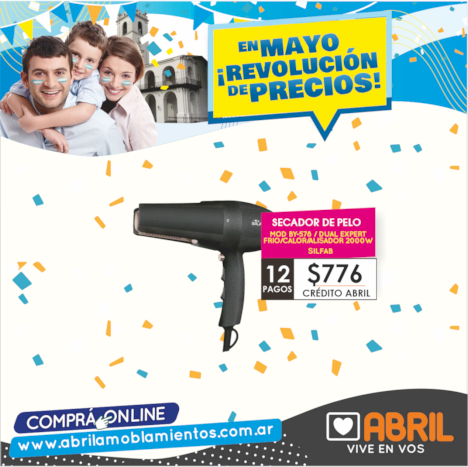 EN MAYO
¡REVOLUCIÓN
DE PRECIOS!
SECADOR DE PELO
MOD BY-576 / DUAL EXPERT
FRIO/CALOR/ALISADOR 2000W
SILFAB
12
PAGOS
$776
CRÉDITO ABRIL
COMPRÁ ONLINE
www.abrilamoblamientos.com.ar
ABRIL
VIVE EN VOS